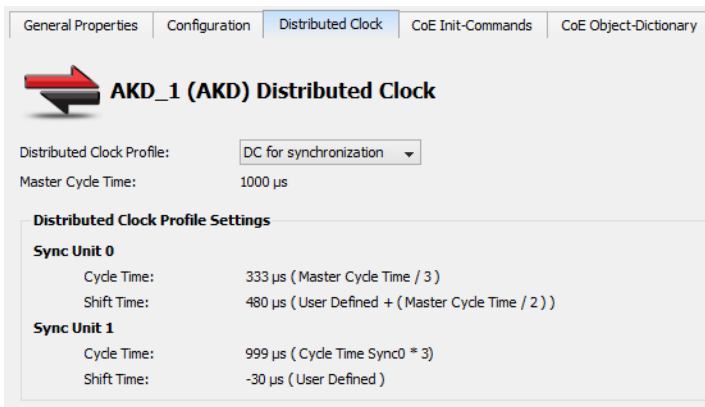 General Properties Configuration Distributed Clock CoE Init-Commands CoE Object-Dictionary
AKD_1 (AKD) Distributed Clock
Distributed Clock Profile: DC for synchronization
Master Cycle Time: 1000 µs
Distributed Clock Profile Settings
Sync Unit 0
Cycle Time: 333 µs ( Master Cycle Time / 3 )
Shift Time: 480 µs ( User Defined + ( Master Cycle Time / 2 ) )
Sync Unit 1
Cycle Time: 999 µs ( Cycle Time Sync0 * 3)
Shift Time: -30 µs ( User Defined )